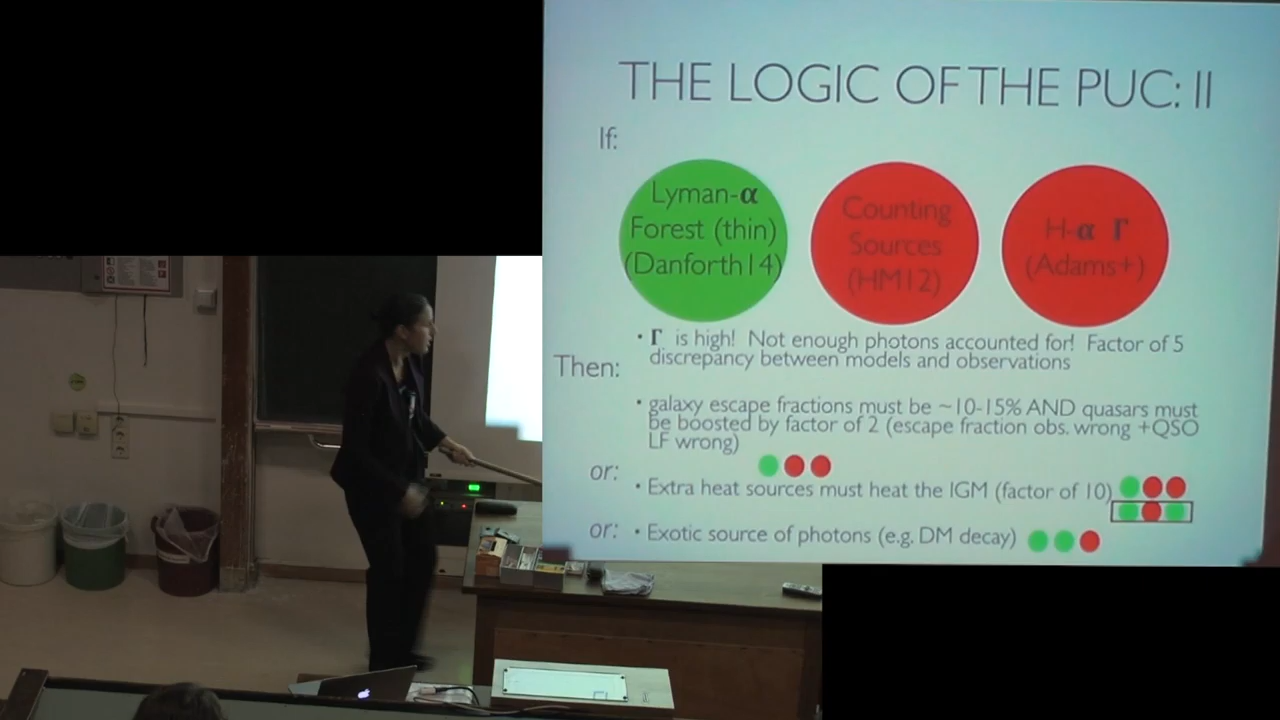 THE LOGIC OF THE PUC: II
If:
Lyman-α
Forest (thin)
(Danforth14)
Counting
Sources
(HM12)
H-α Γ
(Adams+)
• Γ is high! Not enough photons accounted for! Factor of 5
discrepancy between models and observations
Then:
• galaxy escape fractions must be ~10-15% AND quasars must
be boosted by factor of 2 (escape fraction obs. wrong +QSO
LF wrong)
or:
• Extra heat sources must heat the IGM (factor of 10)
or:
• Exotic source of photons (e.g. DM decay)